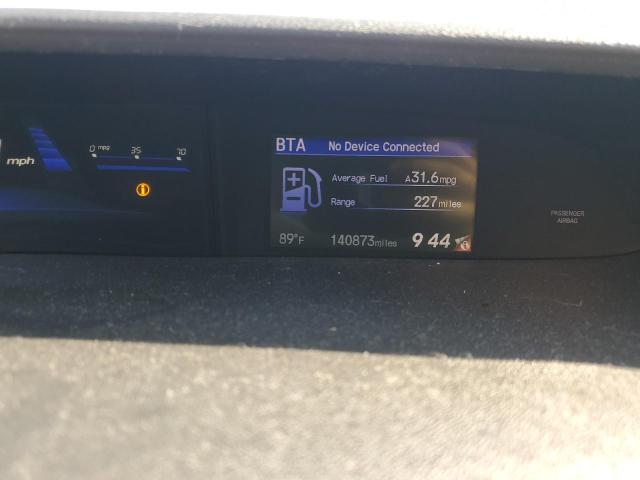 mph
0 mpg 35 70
BTA No Device Connected
Average Fuel A31.6mpg
Range 227miles
89°F 140873miles 9 44
PASSENGER
AIRBAG